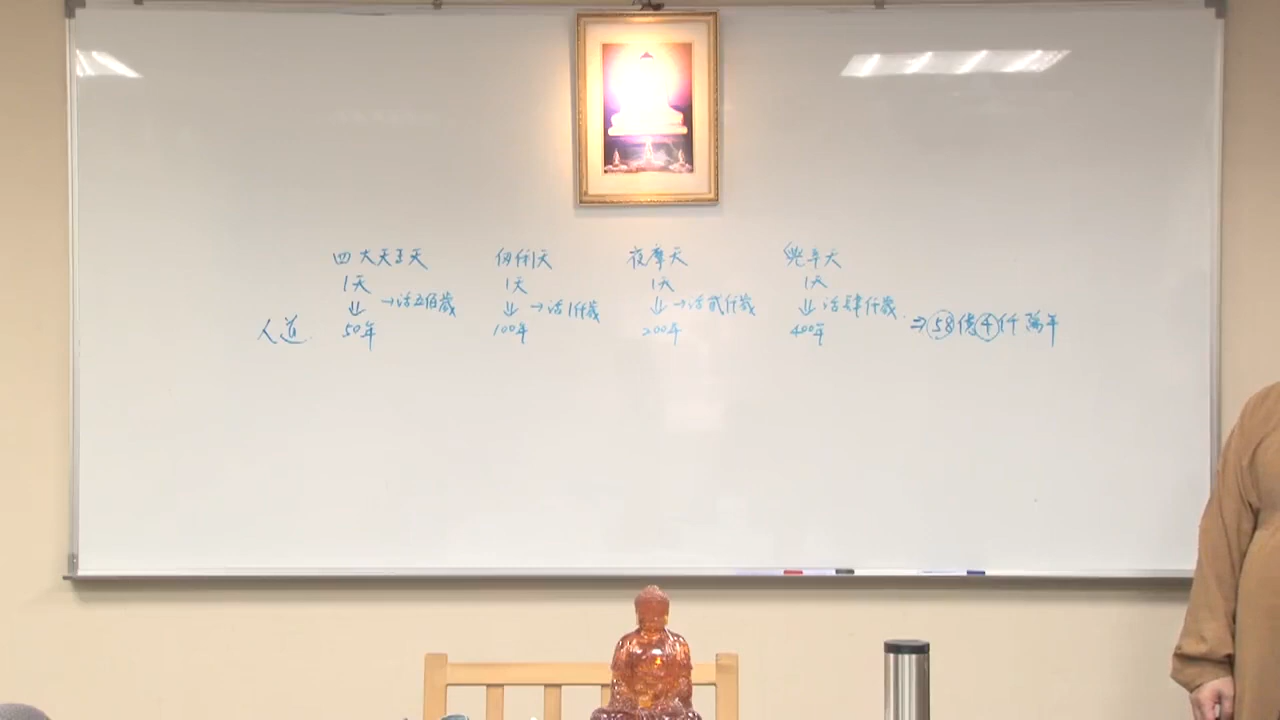 四大天王天 忉利天 夜摩天 兜率天
1天 1天 1天 1天
⇓ →活五佰歲 ⇓ →活1仟歲 ⇓ →活貳仟歲 ⇓ 活肆仟歲
人道 50年 100年 200年 400年 ⇒58億4仟萬年